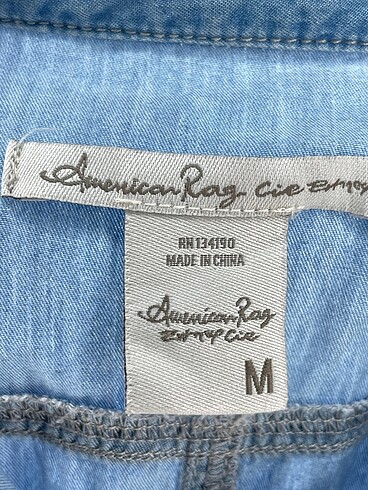 American Rag Cie
RN 134190
MADE IN CHINA
American Rag
Cie
M